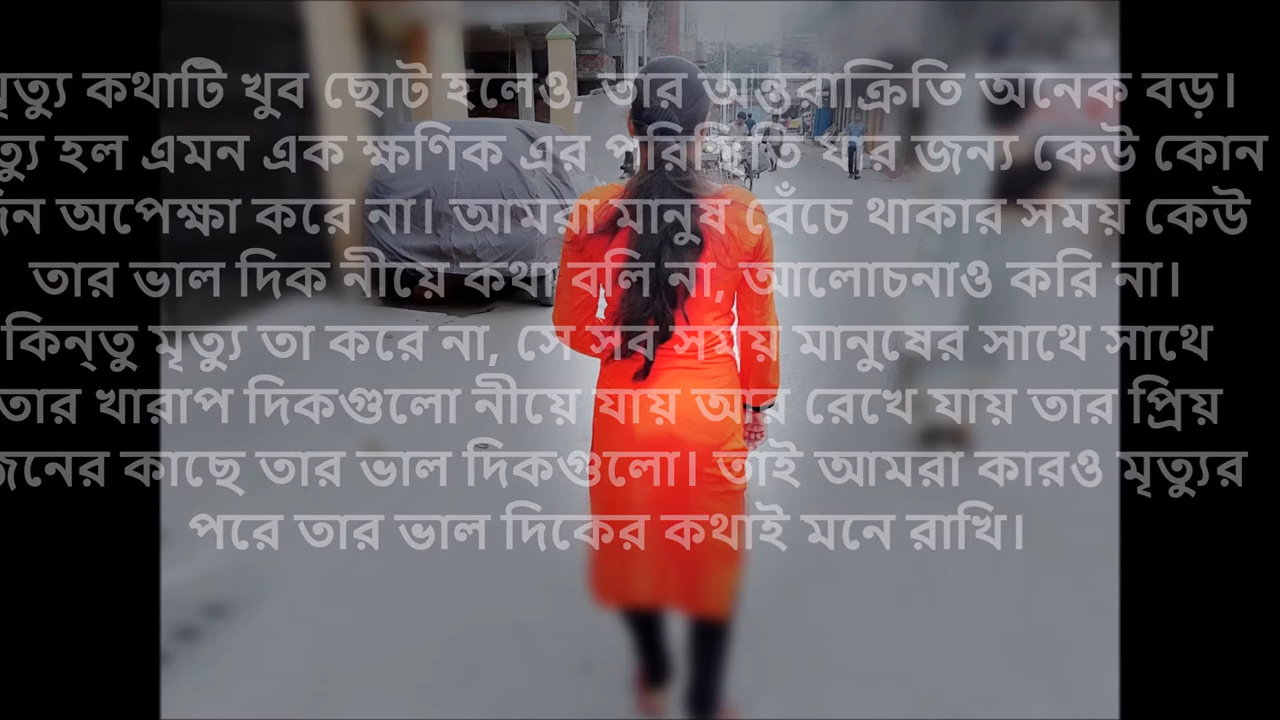 মৃত্যু কথাটি খুব ছোট হলেও, তার অন্তরক্রিতি অনেক বড়।
ত্যু হল এমন এক ক্ষণিক এর পরিস্থিতি যার জন্য কেউ কোন
দিন অপেক্ষা করে না। আমরা মানুষ বেঁচে থাকার সময় কেউ
তার ভাল দিক নীয়ে কথা বলি না, আলোচনাও করি না।
কিন্তু মৃত্যু তা করে না, সে সব সময় মানুষের সাথে সাথে
তার খারাপ দিকগুলো নীয়ে যায় আর রেখে যায় তার প্রিয়
জনের কাছে তার ভাল দিকগুলো। তাই আমরা কারও মৃত্যুর
পরে তার ভাল দিকের কথাই মনে রাখি।